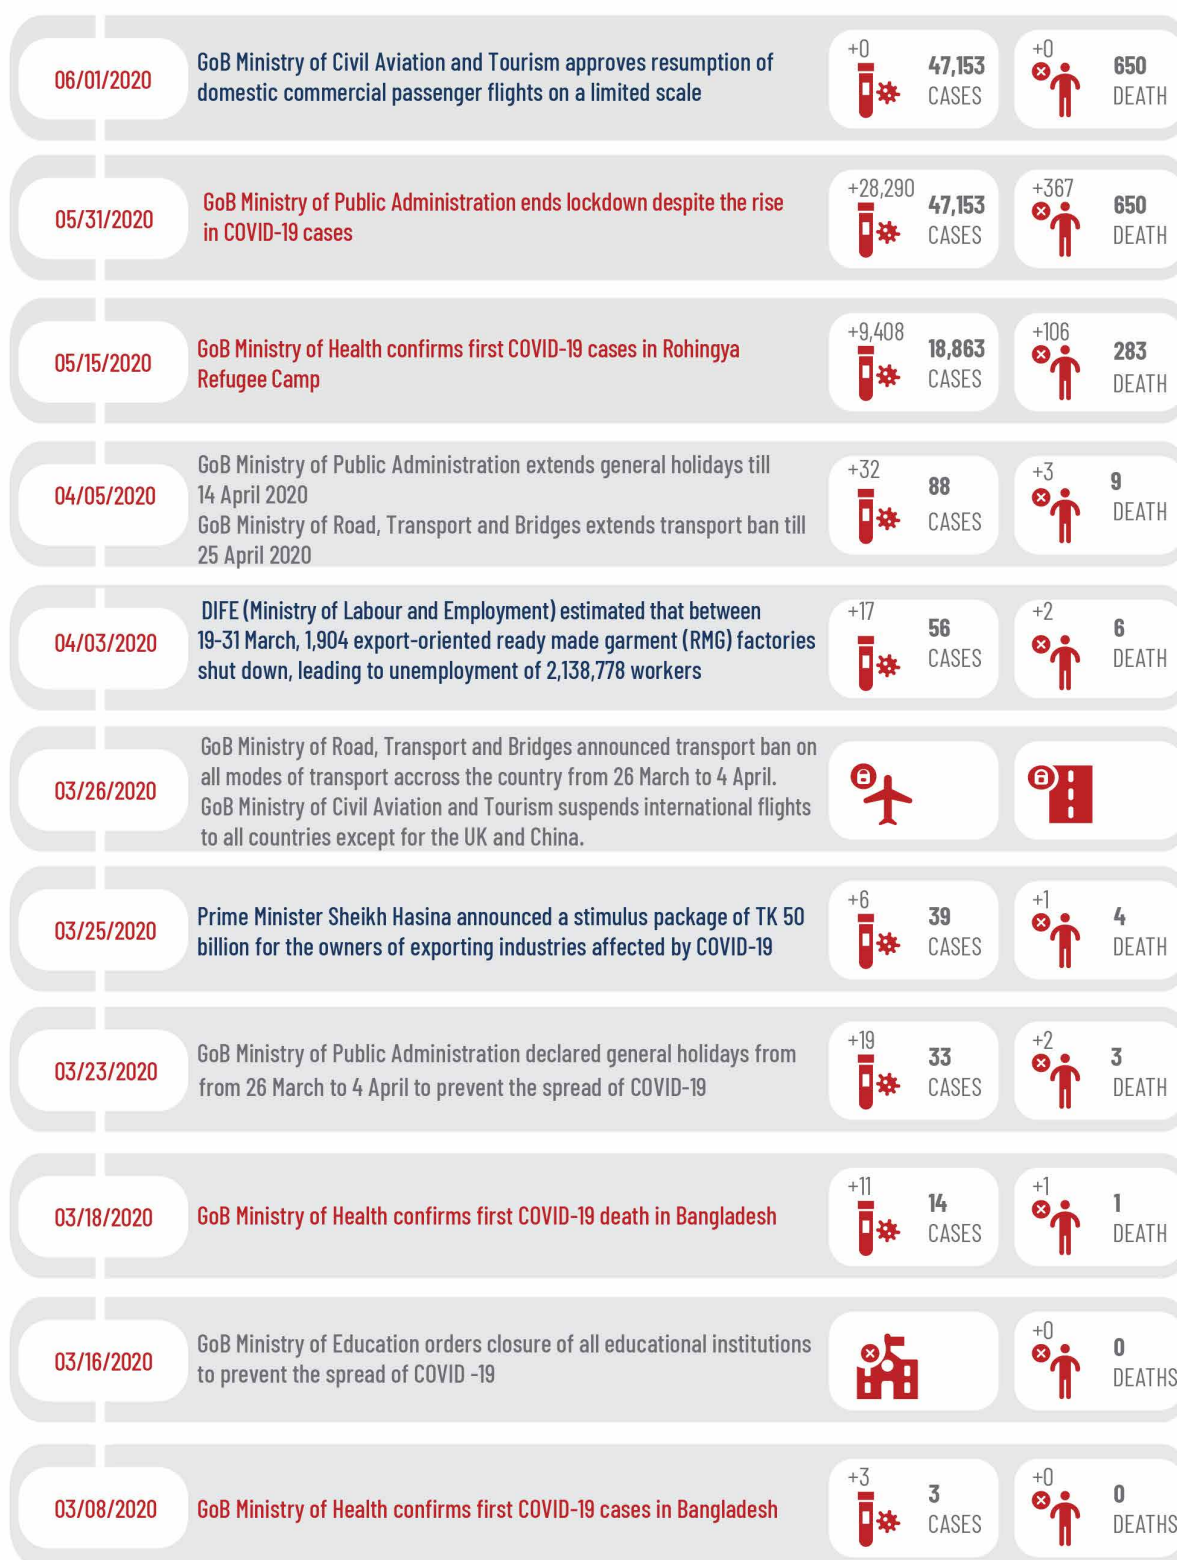 06/01/2020
GoB Ministry of Civil Aviation and Tourism approves resumption of
domestic commercial passenger flights on a limited scale
+0
47,153
CASES
+0
650
DEATH
05/31/2020
GoB Ministry of Public Administration ends lockdown despite the rise
in COVID-19 cases
+28,290
47,153
CASES
+367
650
DEATH
05/15/2020
GoB Ministry of Health confirms first COVID-19 cases in Rohingya
Refugee Camp
+9,408
18,863
CASES
+106
283
DEATH
04/05/2020
GoB Ministry of Public Administration extends general holidays till
14 April 2020
GoB Ministry of Road, Transport and Bridges extends transport ban till
25 April 2020
+32
88
CASES
+3
9
DEATH
04/03/2020
DIFE (Ministry of Labour and Employment) estimated that between
19-31 March, 1,904 export-oriented ready made garment (RMG) factories
shut down, leading to unemployment of 2,138,778 workers
+17
56
CASES
+2
6
DEATH
03/26/2020
GoB Ministry of Road, Transport and Bridges announced transport ban on
all modes of transport accross the country from 26 March to 4 April.
GoB Ministry of Civil Aviation and Tourism suspends international flights
to all countries except for the UK and China.
03/25/2020
Prime Minister Sheikh Hasina announced a stimulus package of TK 50
billion for the owners of exporting industries affected by COVID-19
+6
39
CASES
+1
4
DEATH
03/23/2020
GoB Ministry of Public Administration declared general holidays from
from 26 March to 4 April to prevent the spread of COVID-19
+19
33
CASES
+2
3
DEATH
03/18/2020
GoB Ministry of Health confirms first COVID-19 death in Bangladesh
+11
14
CASES
+1
1
DEATH
03/16/2020
GoB Ministry of Education orders closure of all educational institutions
to prevent the spread of COVID -19
+0
0
DEATHS
03/08/2020
GoB Ministry of Health confirms first COVID-19 cases in Bangladesh
+3
3
CASES
+0
0
DEATHS